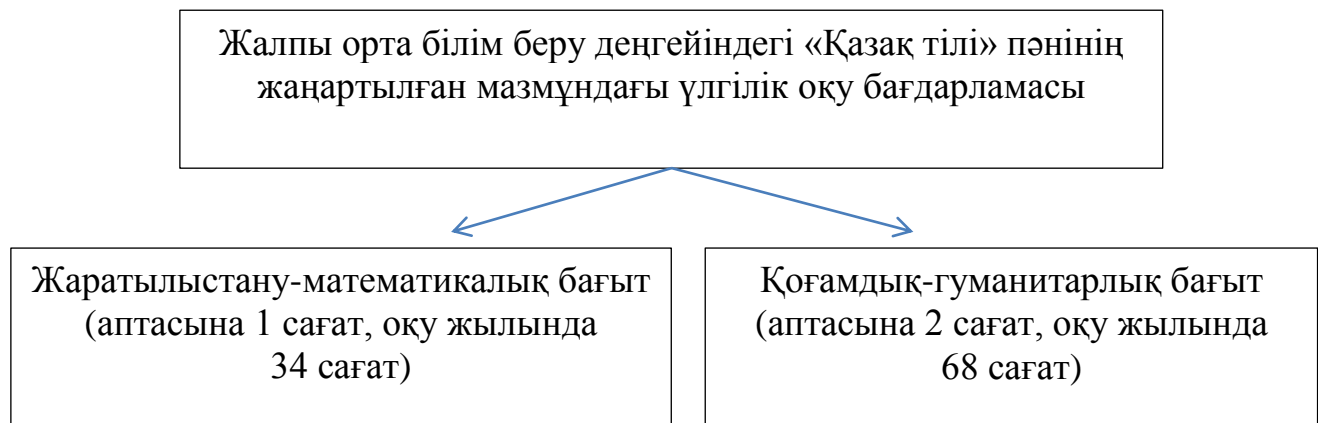 Жалпы орта білім беру деңгейіндегі «Қазақ тілі» пәнінің
жаңартылған мазмұндағы үлгілік оқу бағдарламасы
Жаратылыстану-математикалық бағыт
(аптасына 1 сағат, оқу жылында
34 сағат)
Қоғамдық-гуманитарлық бағыт
(аптасына 2 сағат, оқу жылында
68 сағат)